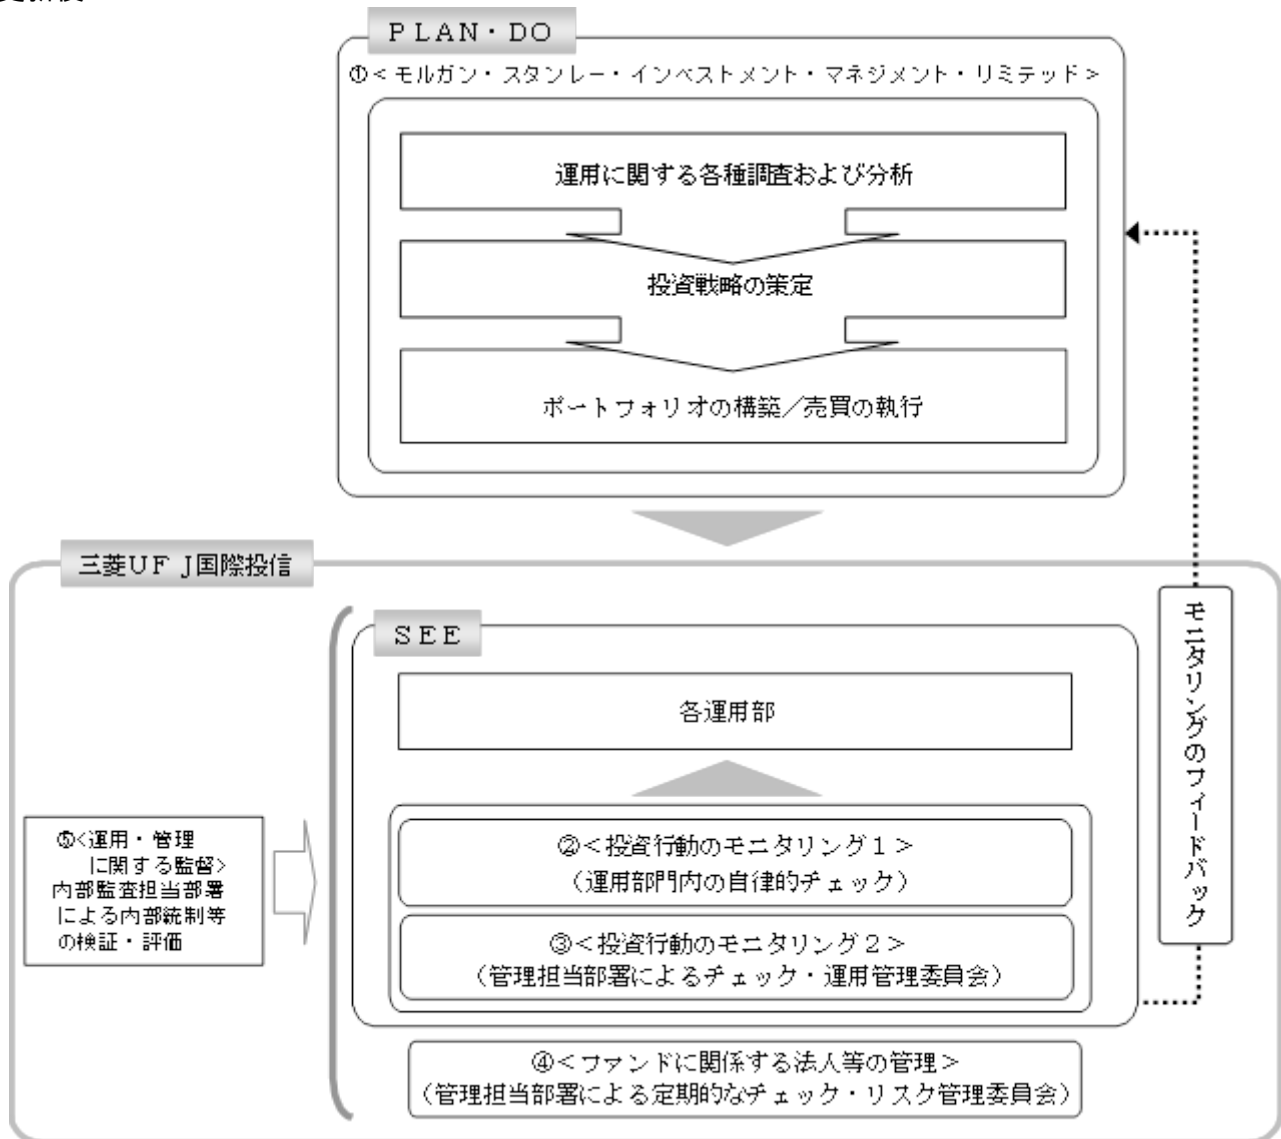 ＰＬＡＮ・ＤＯ
①＜モルガン・スタンレー・インベストメント・マネジメント・リミテッド＞
運用に関する各種調査および分析
投資戦略の策定
ポートフォリオの構築／売買の執行
三菱ＵＦＪ国際投信
ＳＥＥ
各運用部
②＜投資行動のモニタリング１＞
（運用部門内の自律的チェック）
③＜投資行動のモニタリング２＞
（管理担当部署によるチェック・運用管理委員会）
④＜ファンドに関係する法人等の管理＞
（管理担当部署による定期的なチェック・リスク管理委員会）
⑤<運用・管理
に関する監督>
内部監査担当部署
による内部統制等
の検証・評価
モニタリングのフィードバック